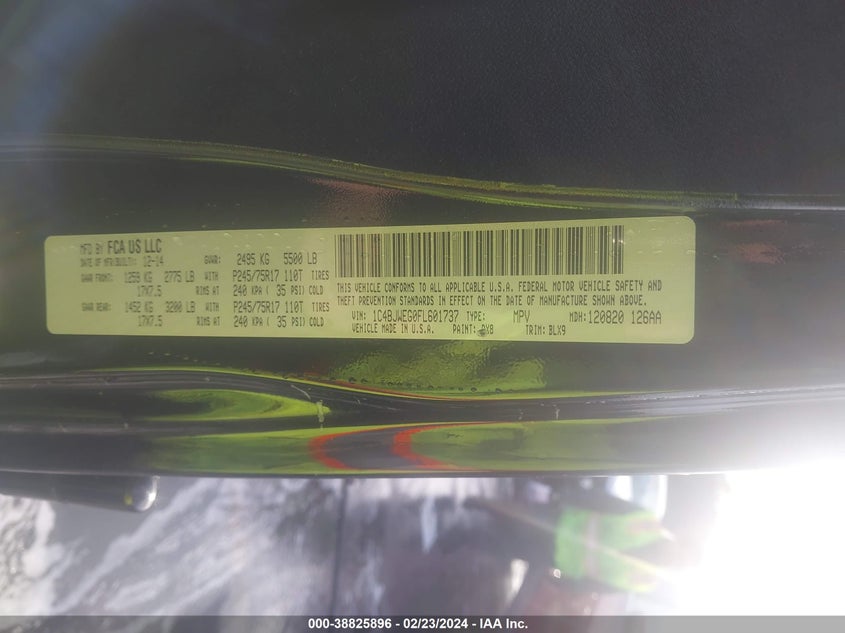 MFD BY FCA US LLC
DATE OF MFR(BUILT): 12-14 GVWR: 2495 KG 5500 LB
GAWR FRONT: 1259 KG 2775 LB WITH P245/75R17 110T TIRES
17X7.5 RIMS AT 240 KPA ( 35 PSI) COLD
GAWR REAR: 1452 KG 3200 LB WITH P245/75R17 110T TIRES
17X7.5 RIMS AT 240 KPA ( 35 PSI) COLD
THIS VEHICLE CONFORMS TO ALL APPLICABLE U.S.A. FEDERAL MOTOR VEHICLE SAFETY AND
THEFT PREVENTION STANDARDS IN EFFECT ON THE DATE OF MANUFACTURE SHOWN ABOVE.
VIN: 1C4BJWEG0FL601737 TYPE: MPV MDH: 120820 126AA
VEHICLE MADE IN U.S.A. PAINT: TRIM: BLX9
000-38825896 - 02/23/2024 - IAA Inc.